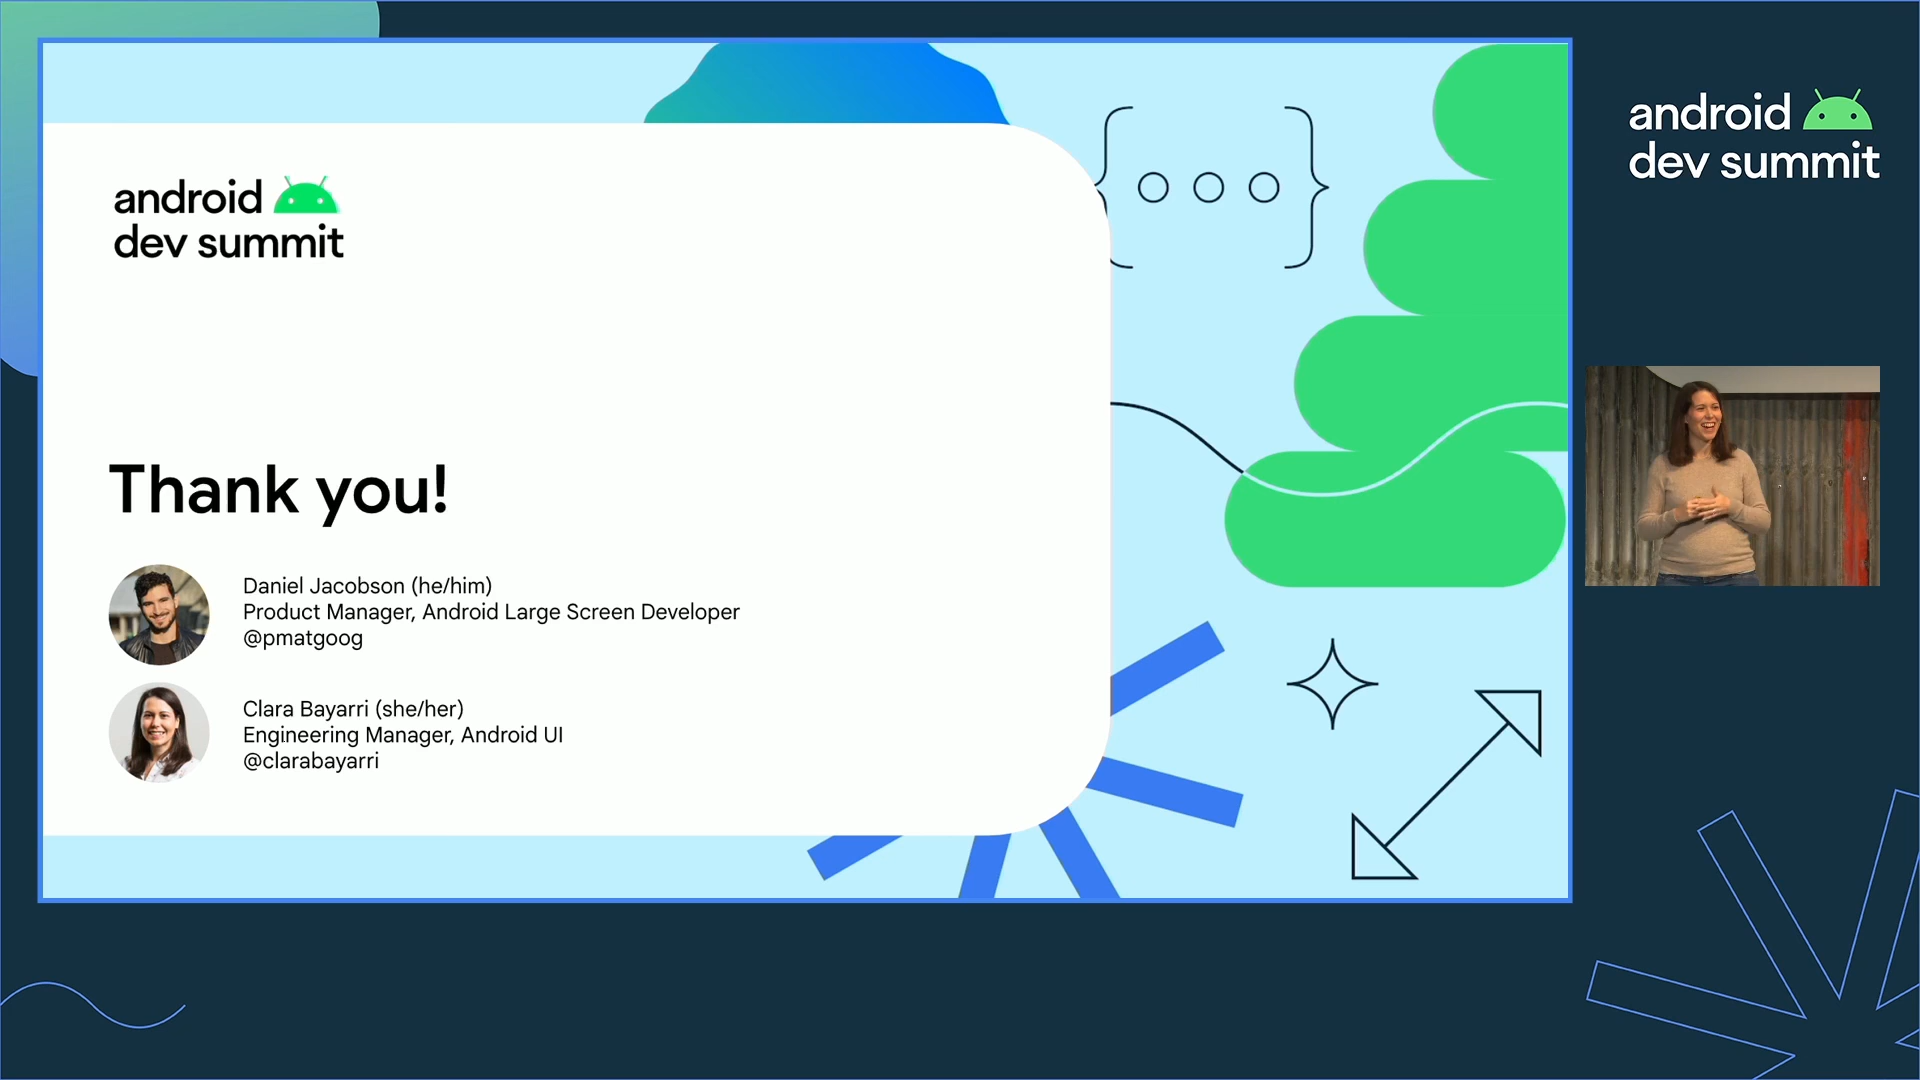 android
dev summit
Thank you!
Daniel Jacobson (he/him)
Product Manager, Android Large Screen Developer
@pmatgoog
Clara Bayarri (she/her)
Engineering Manager, Android UI
@clarabayarri
android
dev summit